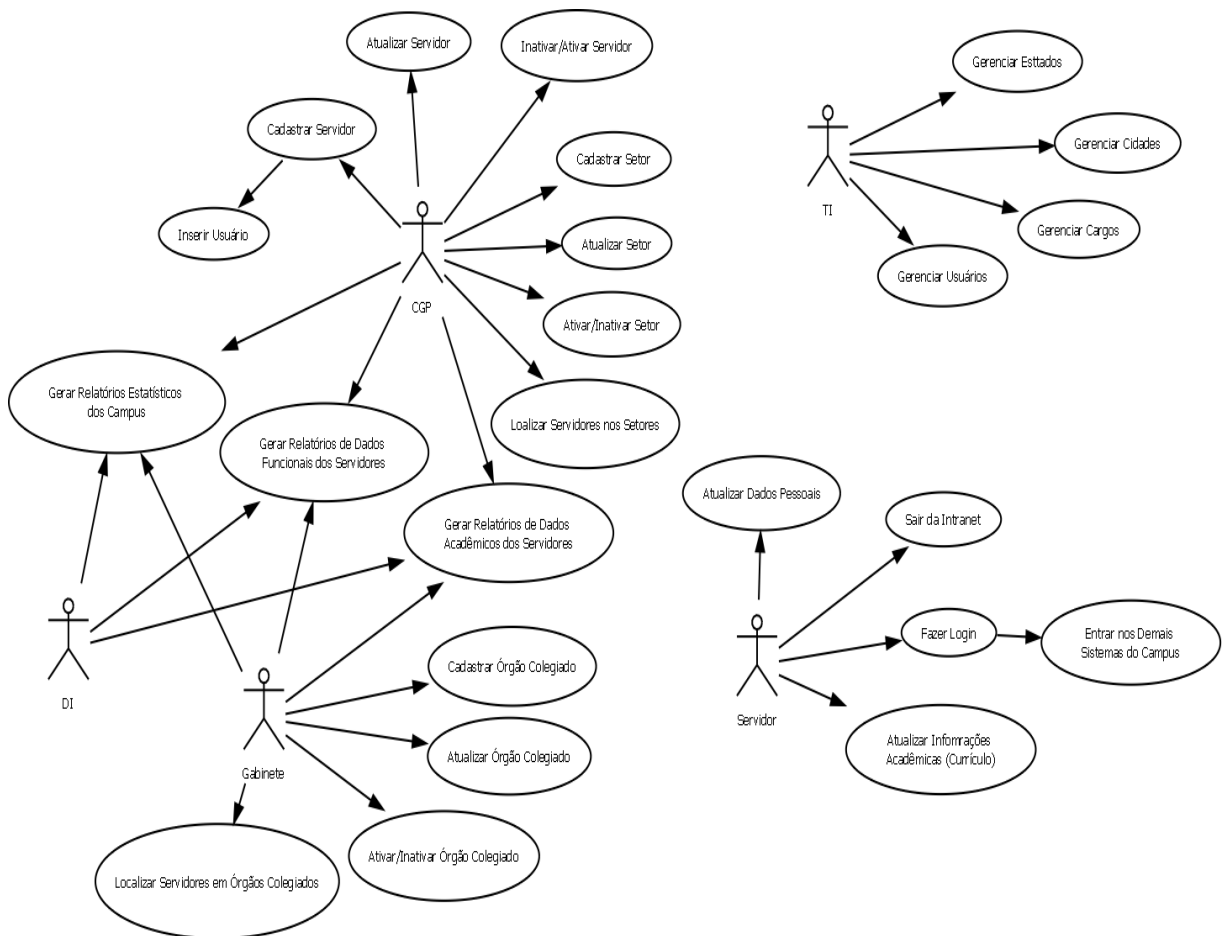 Atualizar Servidor
Inativar/Ativar Servidor
Cadastrar Servidor
Inserir Usuário
Cadastrar Setor
Atualizar Setor
Ativar/Inativar Setor
Loalizar Servidores nos Setores
CGP
Gerar Relatórios Estatísticos
dos Campus
Gerar Relatórios de Dados
Funcionais dos Servidores
Gerar Relatórios de Dados
Acadêmicos dos Servidores
DI
Gabinete
Cadastrar Órgão Colegiado
Atualizar Órgão Colegiado
Ativar/Inativar Órgão Colegiado
Localizar Servidores em Órgãos Colegiados
Gerenciar Esttados
Gerenciar Cidades
Gerenciar Cargos
Gerenciar Usuários
TI
Atualizar Dados Pessoais
Sair da Intranet
Fazer Login
Entrar nos Demais
Sistemas do Campus
Servidor
Atualizar Infomrações
Acadêmicas (Currículo)